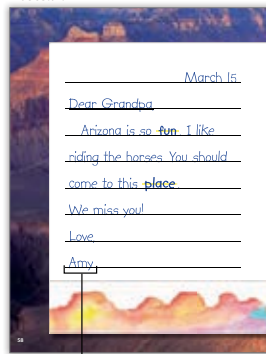 March 15
Dear Grandpa,
Arizona is so fun. I like
riding the horses. You should
come to this place.
We miss you!
Love,
Amy
58